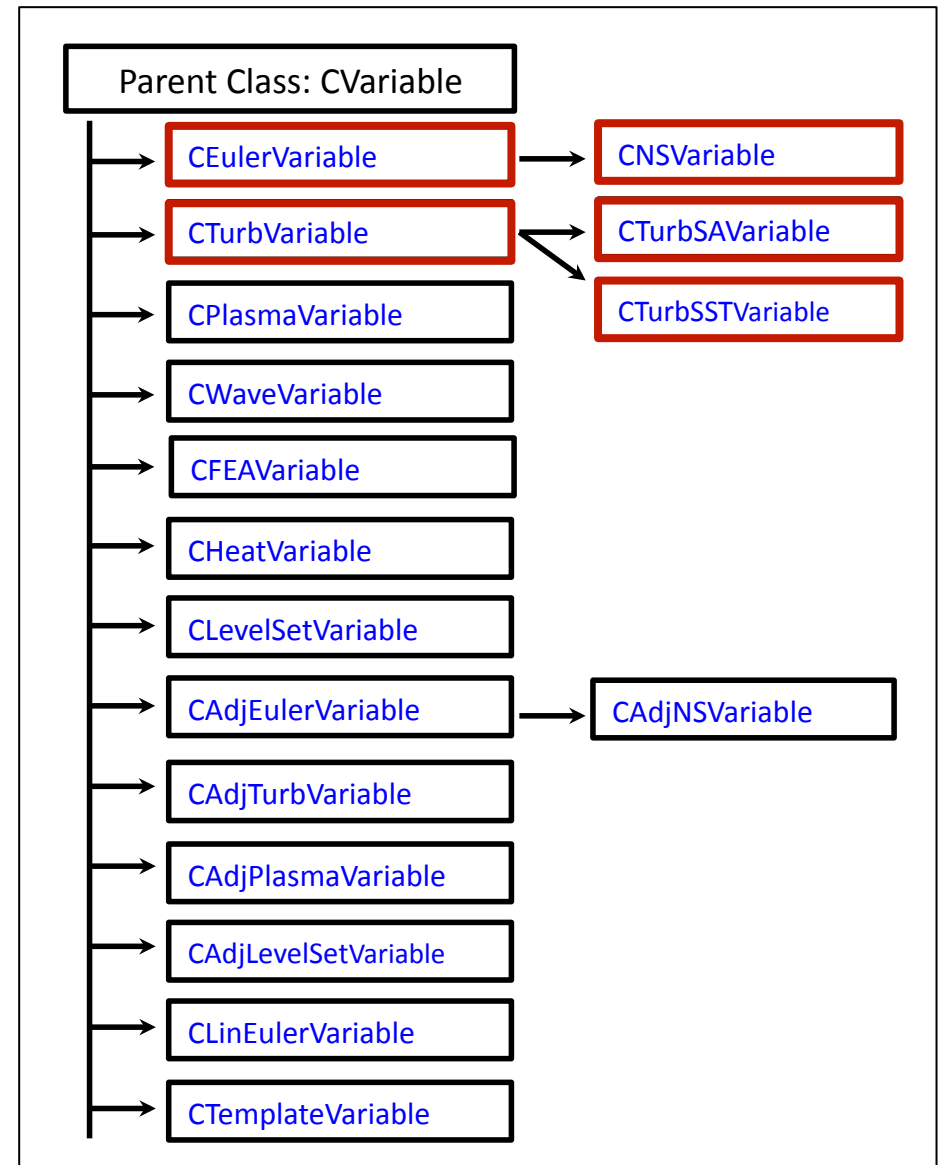 Parent Class: CVariable
CEulerVariable
CNSVariable
CTurbVariable
CTurbSAVariable
CTurbSSTVariable
CPlasmaVariable
CWaveVariable
CFEAVariable
CHeatVariable
CLevelSetVariable
CAdjEulerVariable
CAdjNSVariable
CAdjTurbVariable
CAdjPlasmaVariable
CAdjLevelSetVariable
CLinEulerVariable
CTemplateVariable